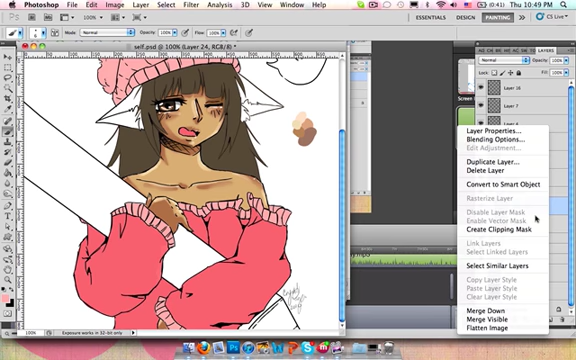 Photoshop File Edit Image Layer Select Filter Analysis 3D View Window Help (0:41) Thu 10:49 PM
Mode: Normal Opacity: Flow:
ESSENTIALS DESIGN PAINTING CS Live
self.psd @ 100% (Layer 24, RGB/8) *
LAYERS
Normal Opacity:
Lock: Fill:
Layer 16
Layer 7
Layer Properties...
Blending Options...
Edit Adjustment...
Duplicate Layer...
Delete Layer
Convert to Smart Object
Rasterize Layer
Disable Layer Mask
Enable Vector Mask
Create Clipping Mask
Link Layers
Select Linked Layers
Select Similar Layers
Copy Layer Style
Paste Layer Style
Clear Layer Style
Merge Down
Merge Visible
Flatten Image
100% Exposure works in 32-bit only